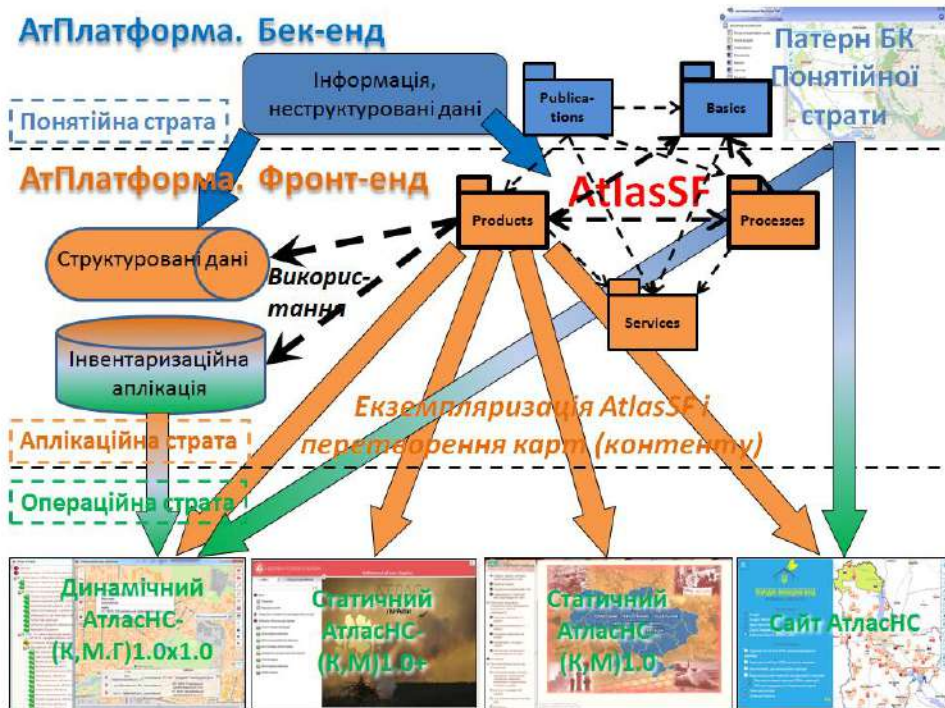 АтПлатформа. Бек-енд
Інформація,
неструктуровані дані
Publica-
tions
Basics
Патерн БК
Понятійної
страти
Понятійна страта
АтПлатформа. Фронт-енд
AtlasSF
Products
Processes
Структуровані дані
Викорис-
тання
Services
Інвентаризаційна
аплікація
Екземпляризація AtlasSF і
перетворення карт (контенту)
Аплікаційна страта
Операційна страта
Динамічний
АтласНС-
(К,М.Г)1.0х1.0
Статичний
АтласНС-
(К,М)1.0+
Статичний
АтласНС-
(К,М)1.0
Сайт АтласНС